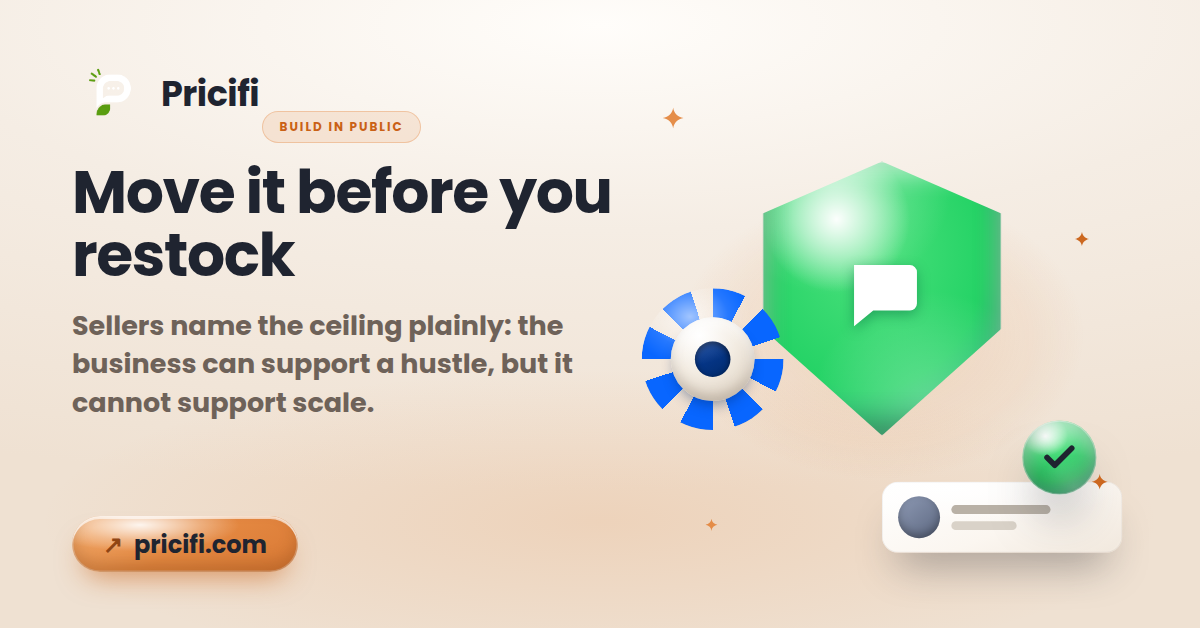 Pricifi
BUILD IN PUBLIC
Move it before you
restock
Sellers name the ceiling plainly: the
business can support a hustle, but it
cannot support scale.
↗ pricifi.com